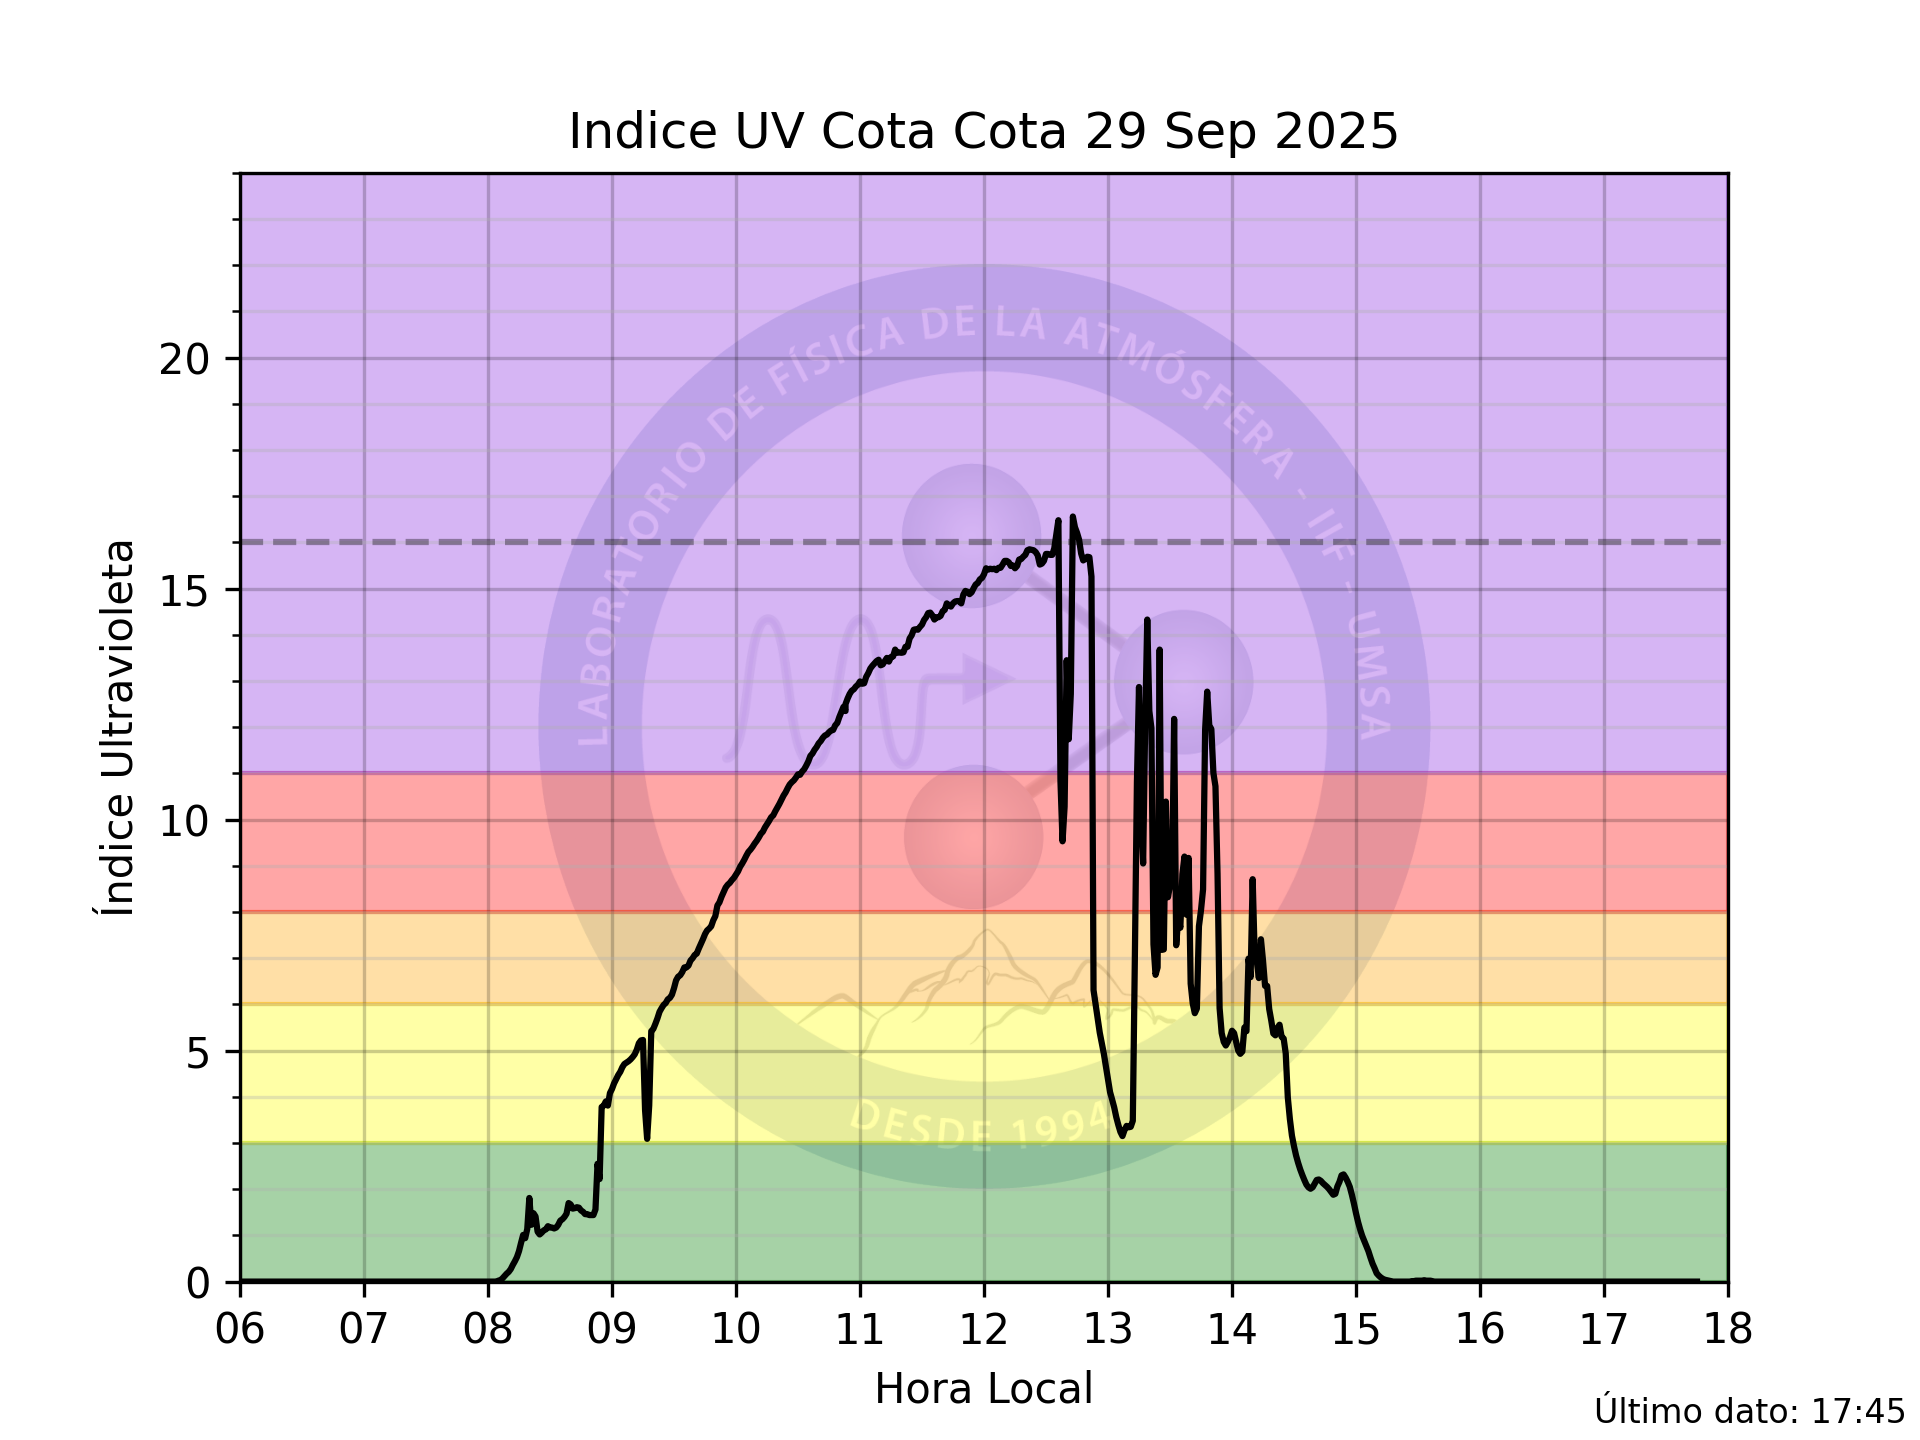 Indice UV Cota Cota 29 Sep 2025
LABORATORIO DE FÍSICA DE LA ATMÓSFERA - IIF - UMSA
DESDE 1994
Índice Ultravioleta
20
15
10
5
0
06 07 08 09 10 11 12 13 14 15 16 17 18
Hora Local
Último dato: 17:45